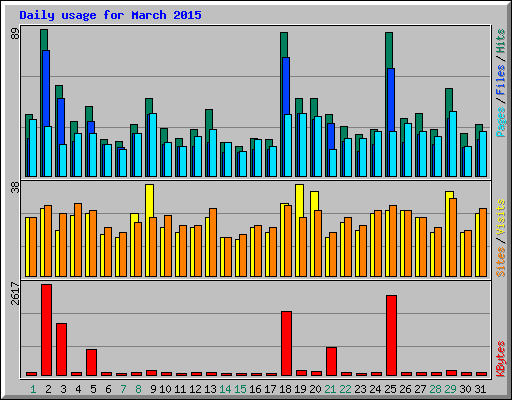 Daily usage for March 2015
89
Pages / Files / Hits
38
Sites / Visits
2617
KBytes
1 2 3 4 5 6 7 8 9 10 11 12 13 14 15 16 17 18 19 20 21 22 23 24 25 26 27 28 29 30 31